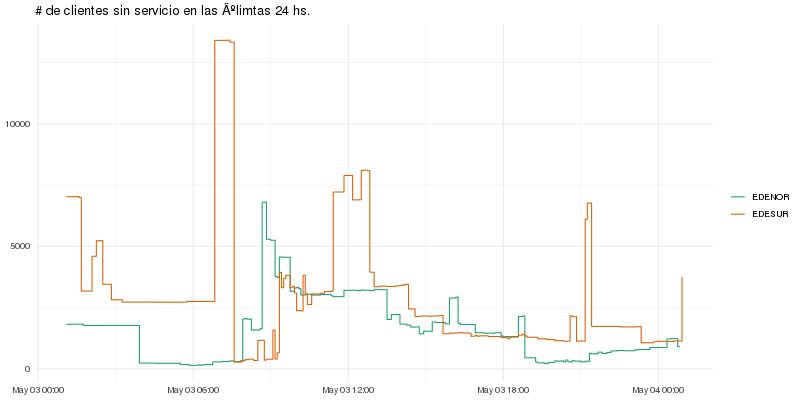 # de clientes sin servicio en las Ãºlimtas 24 hs.
10000
5000
0
May 03 00:00
May 03 06:00
May 03 12:00
May 03 18:00
May 04 00:00
EDENOR
EDESUR